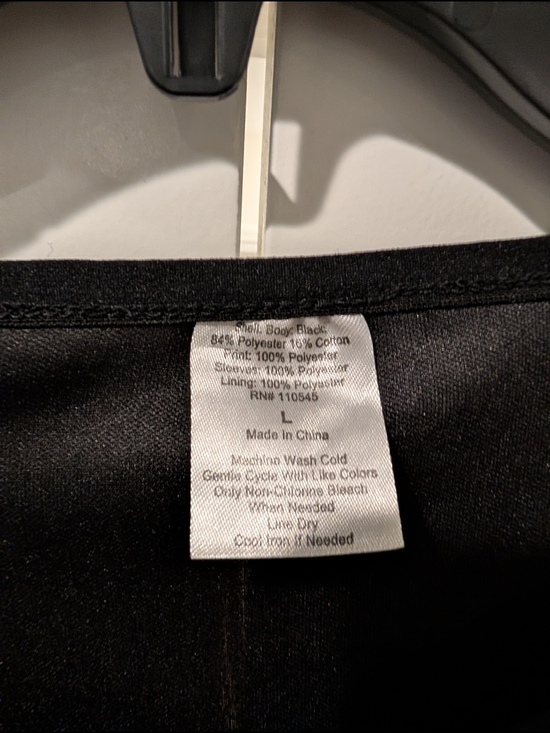 Shell: Body: Black:
84% Polyester 16% Cotton
Print: 100% Polyester
Sleeves: 100% Polyester
Lining: 100% Polyester
RN# 110545
L
Made In China
Machine Wash Cold
Gentle Cycle With Like Colors
Only Non-Chlorine Bleach
When Needed
Line Dry
Cool Iron If Needed